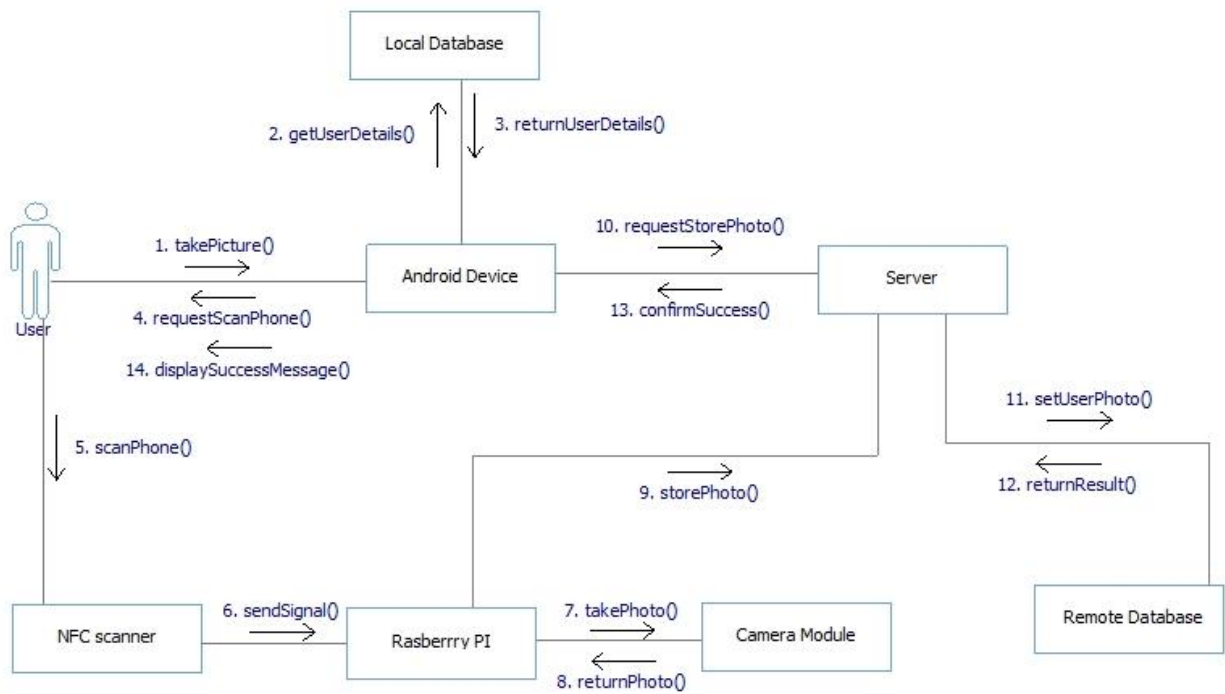 Local Database
2. getUserDetails()
3. returnUserDetails()
1. takePicture()
10. requestStorePhoto()
Android Device
Server
User
4. requestScanPhone()
13. confirmSuccess()
14. displaySuccessMessage()
11. setUserPhoto()
5. scanPhone()
9. storePhoto()
12. returnResult()
6. sendSignal()
7. takePhoto()
NFC scanner
Rasberrry PI
Camera Module
Remote Database
8. returnPhoto()